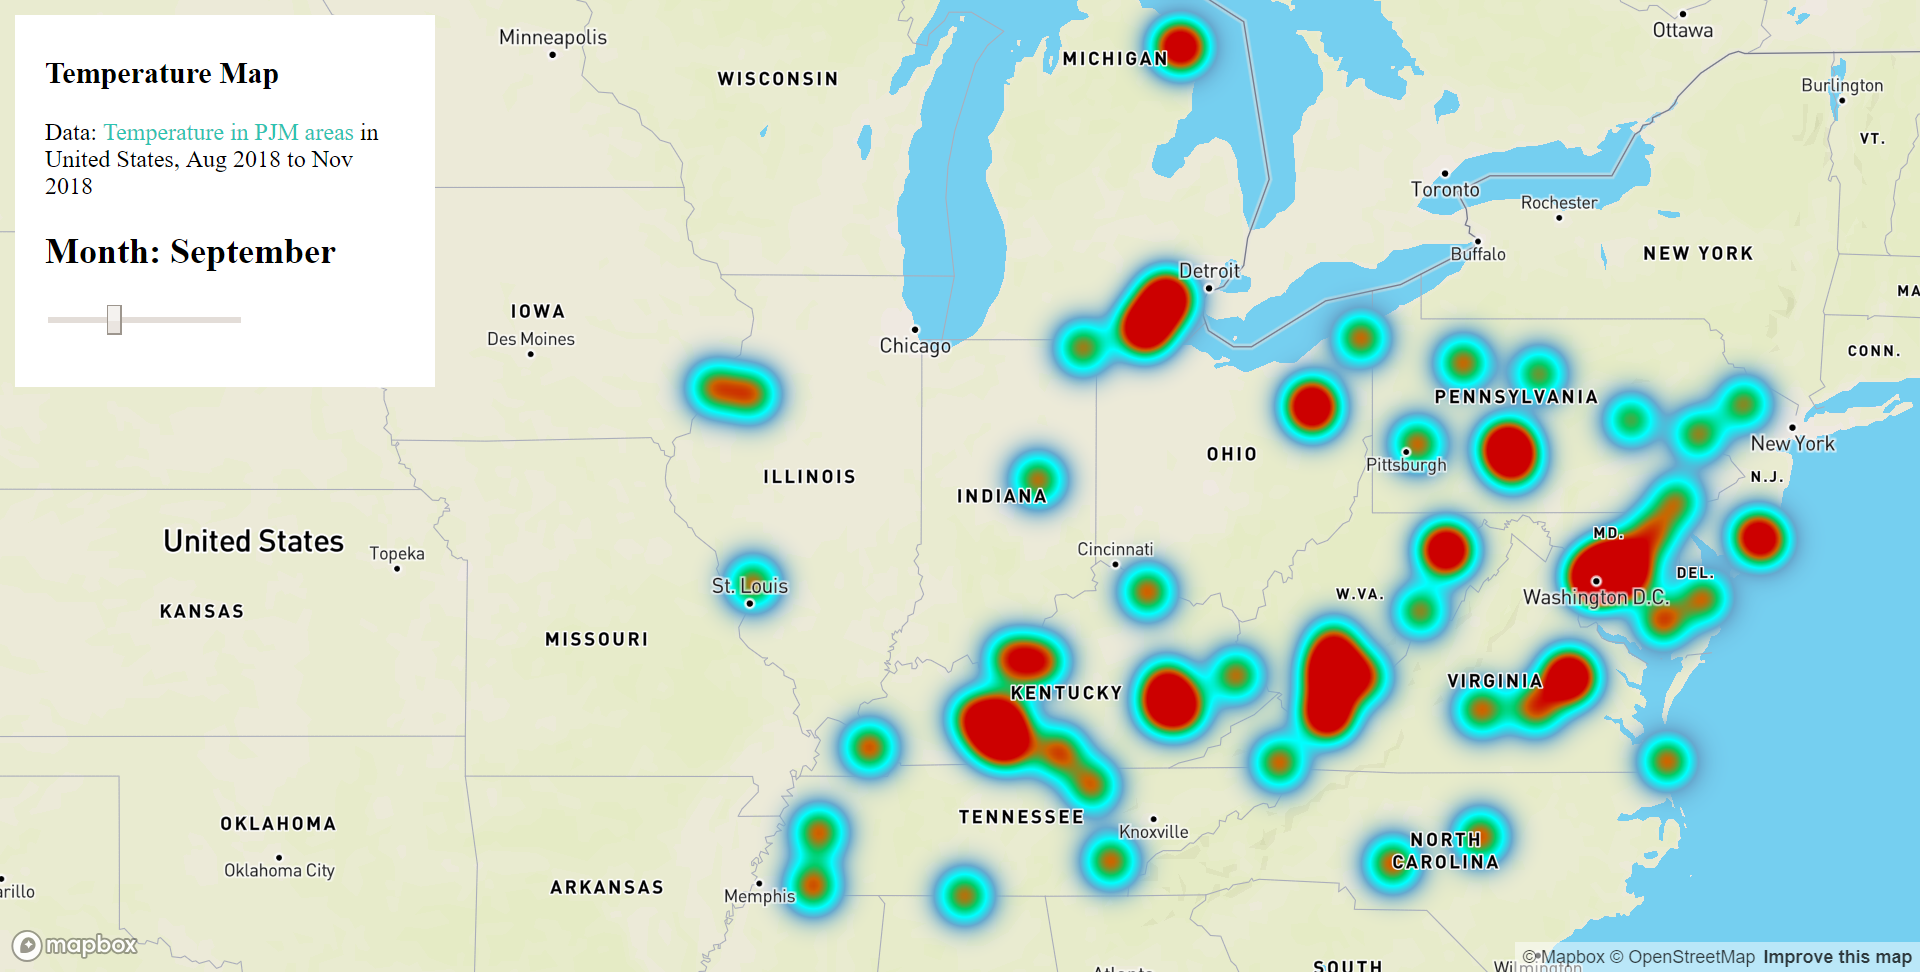 Temperature Map
Data: Temperature in PJM areas in
United States, Aug 2018 to Nov
2018
Month: September
Minneapolis
WISCONSIN
MICHIGAN
Ottawa
Burlington
VT.
Toronto
Rochester
Buffalo
NEW YORK
MA
Detroit
IOWA
Des Moines
Chicago
CONN.
PENNSYLVANIA
New York
Pittsburgh
OHIO
ILLINOIS
INDIANA
N.J.
United States
Topeka
Cincinnati
MD.
DEL.
Washington D.C.
W.VA.
St. Louis
KANSAS
MISSOURI
KENTUCKY
VIRGINIA
OKLAHOMA
Oklahoma City
TENNESSEE
Knoxville
NORTH
CAROLINA
arillo
ARKANSAS
Memphis
mapbox
Atlanta
SOUTH
Wilmington
© Mapbox © OpenStreetMap Improve this map